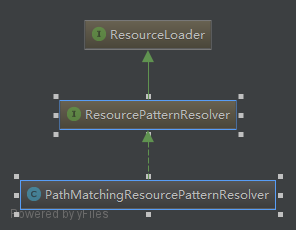 I ResourceLoader
I ResourcePatternResolver
C PathMatchingResourcePatternResolver
Powered by yFiles